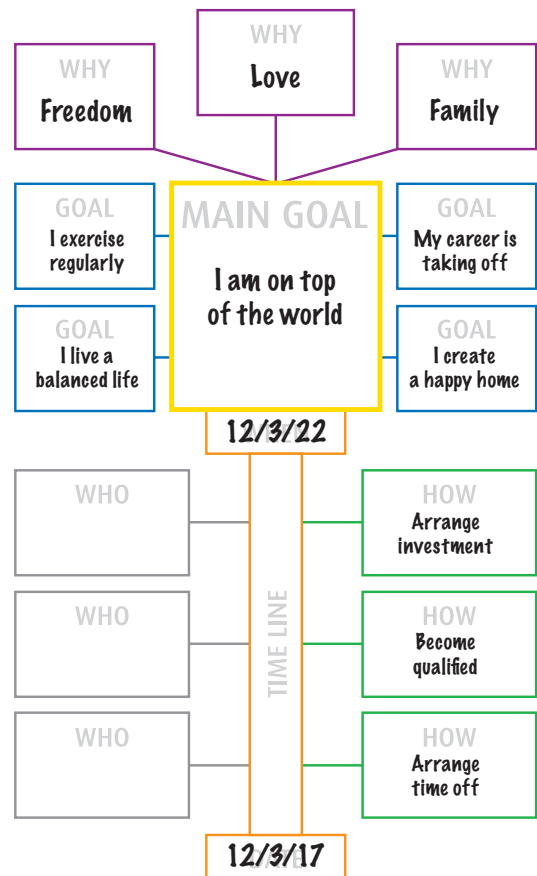 WHY
Love
WHY
Freedom
WHY
Family
MAIN GOAL
I am on top
of the world
GOAL
I exercise
regularly
GOAL
My career is
taking off
GOAL
I live a
balanced life
GOAL
I create
a happy home
WHEN
12/3/22
TIME LINE
WHO
HOW
Arrange
investment
WHO
HOW
Become
qualified
WHO
HOW
Arrange
time off
DATE
12/3/17